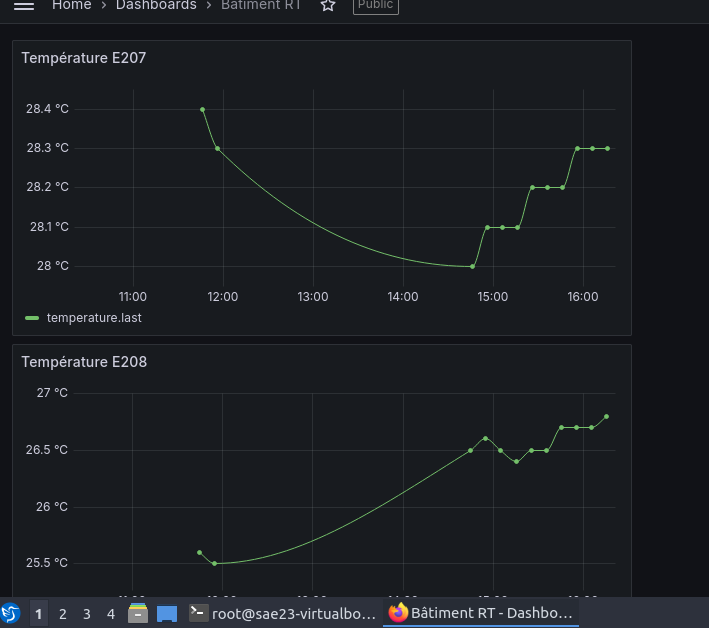 Home › Dashboards › Bâtiment RT Public
Température E207
28.4 °C
28.3 °C
28.2 °C
28.1 °C
28 °C
11:00 12:00 13:00 14:00 15:00 16:00
temperature.last
Température E208
27 °C
26.5 °C
26 °C
25.5 °C
1 2 3 4 root@sae23-virtualbo... Bâtiment RT - Dashbo...